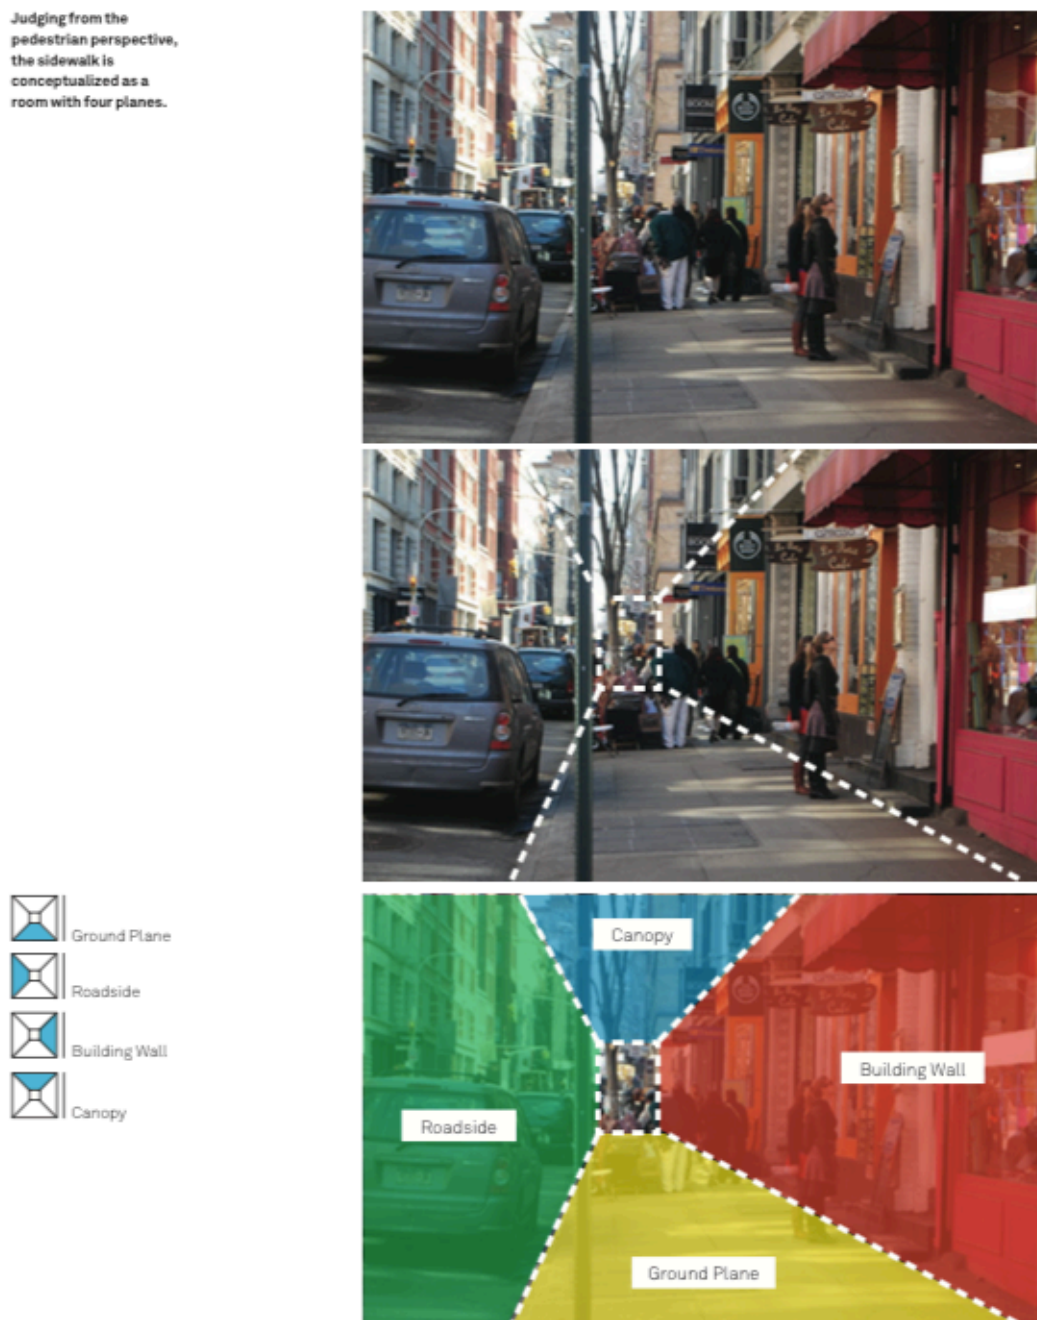 Judging from the
pedestrian perspective,
the sidewalk is
conceptualized as a
room with four planes.
Ground Plane
Roadside
Building Wall
Canopy
Canopy
Building Wall
Roadside
Ground Plane